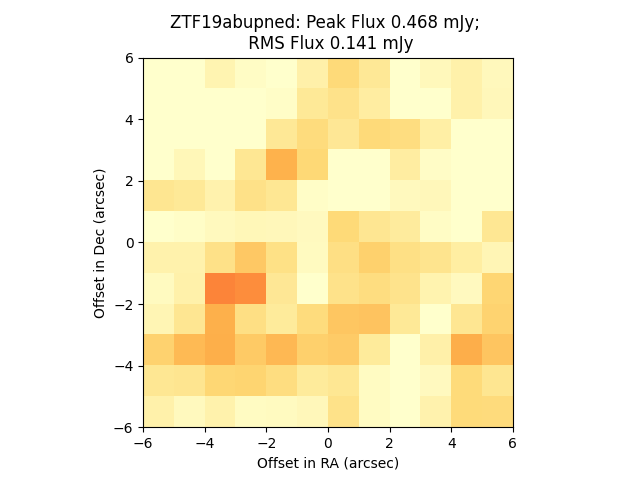 ZTF19abupned: Peak Flux 0.468 mJy;
RMS Flux 0.141 mJy
6
4
2
0
−2
−4
−6
Offset in Dec (arcsec)
−6 −4 −2 0 2 4 6
Offset in RA (arcsec)